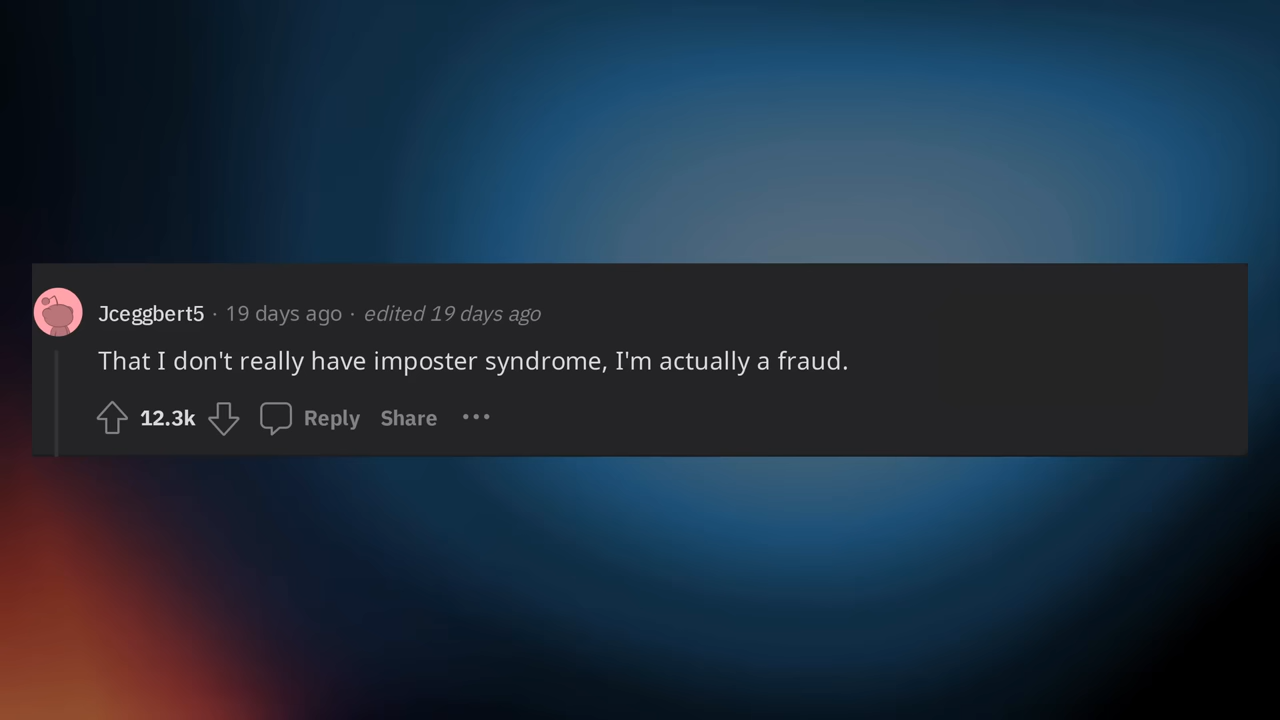 Jceggbert5 · 19 days ago · edited 19 days ago
That I don't really have imposter syndrome, I'm actually a fraud.
12.3k Reply Share ···